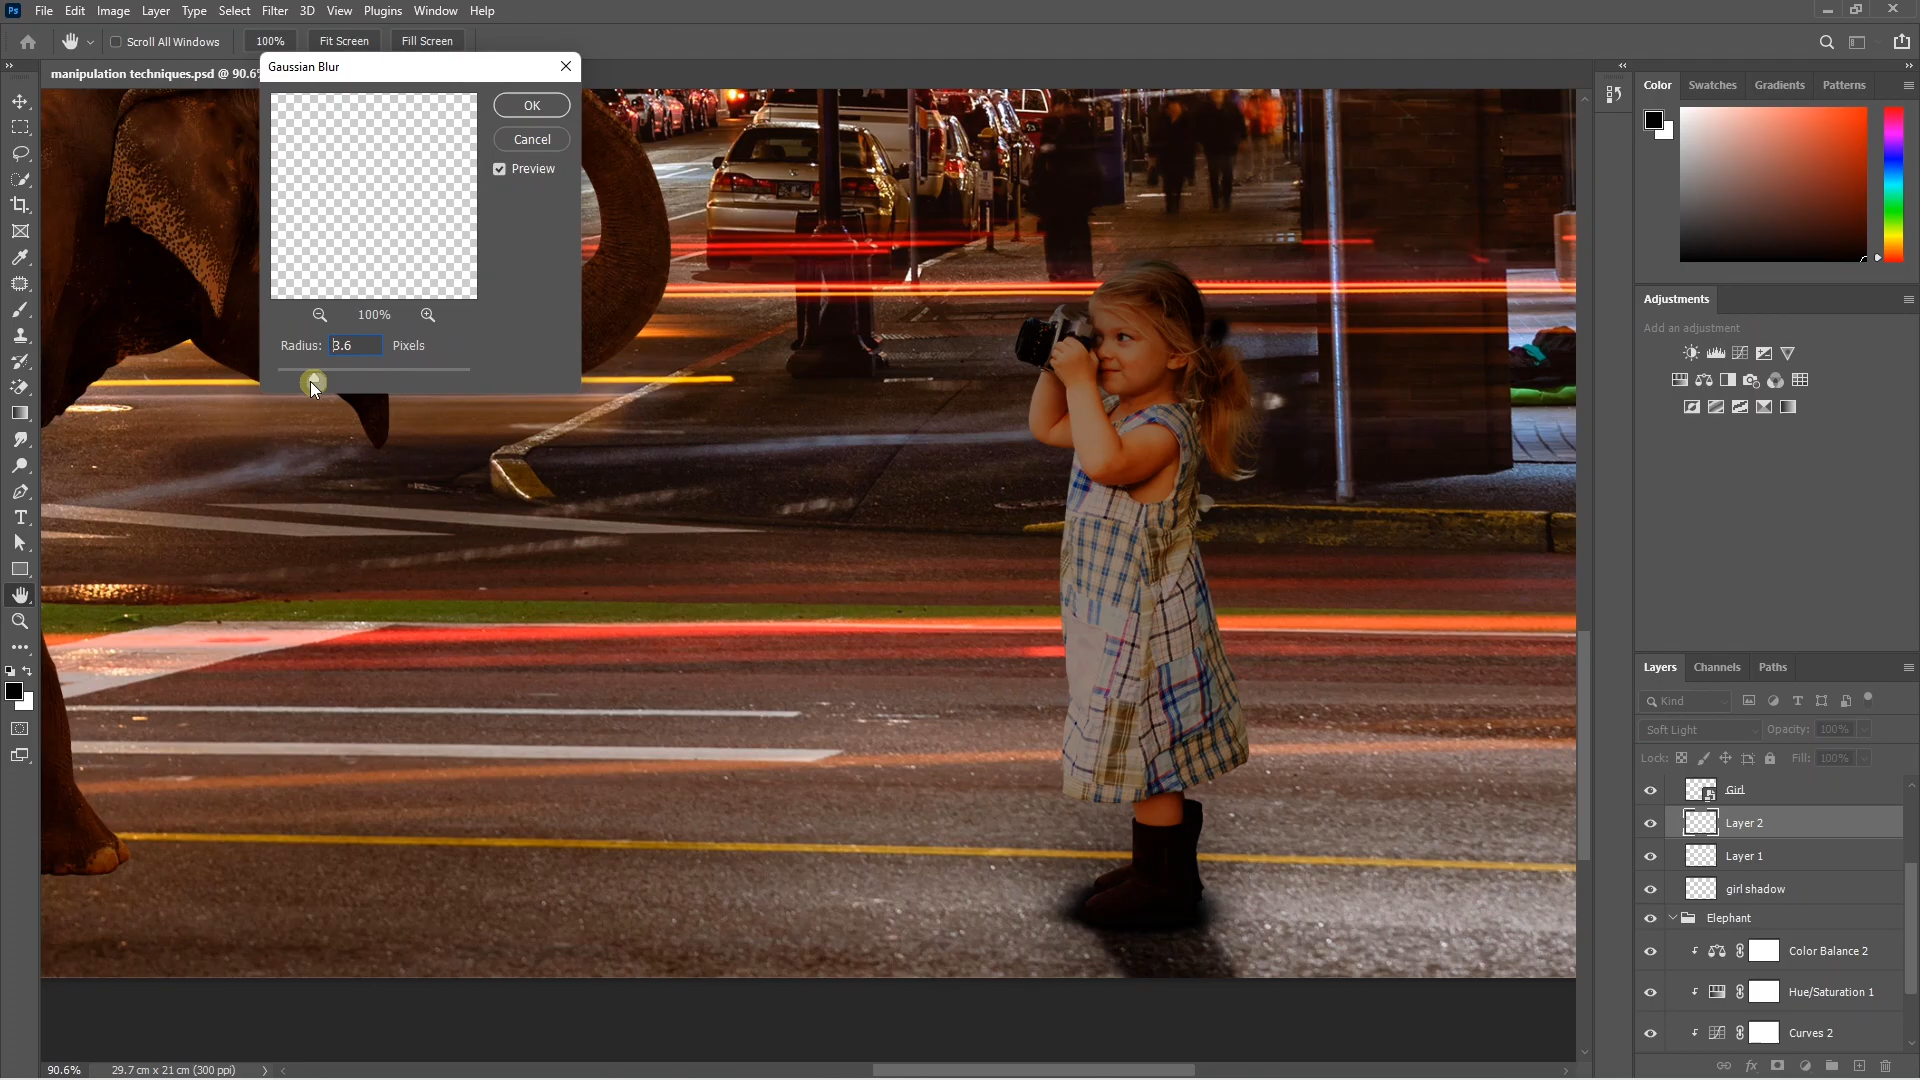 Ps File Edit Image Layer Type Select Filter 3D View Plugins Window Help
Scroll All Windows 100% Fit Screen Fill Screen
manipulation techniques.psd @ 90.6%
Gaussian Blur
OK
Cancel
Preview
100%
Radius: 3.6 Pixels
Color Swatches Gradients Patterns
Adjustments
Add an adjustment
Layers Channels Paths
Kind
Soft Light Opacity: 100%
Lock: Fill: 100%
Girl
Layer 2
Layer 1
girl shadow
Elephant
Color Balance 2
Hue/Saturation 1
Curves 2
fx
90.6% 29.7 cm x 21 cm (300 ppi)